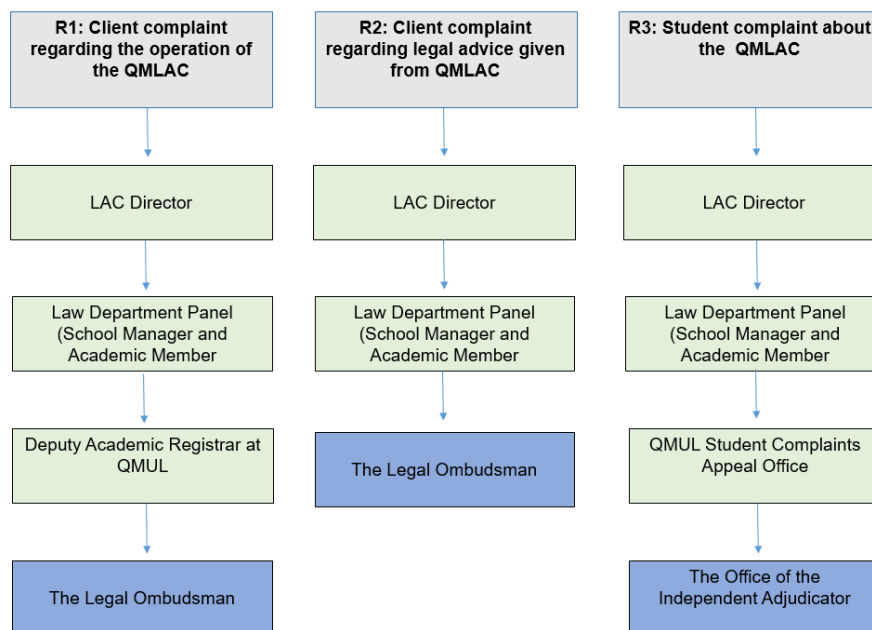 R1: Client complaint
regarding the operation of
the QMLAC
LAC Director
Law Department Panel
(School Manager and
Academic Member
Deputy Academic Registrar at
QMUL
The Legal Ombudsman
R2: Client complaint
regarding legal advice given
from QMLAC
LAC Director
Law Department Panel
(School Manager and
Academic Member
The Legal Ombudsman
R3: Student complaint about
the QMLAC
LAC Director
Law Department Panel
(School Manager and
Academic Member
QMUL Student Complaints
Appeal Office
The Office of the
Independent Adjudicator